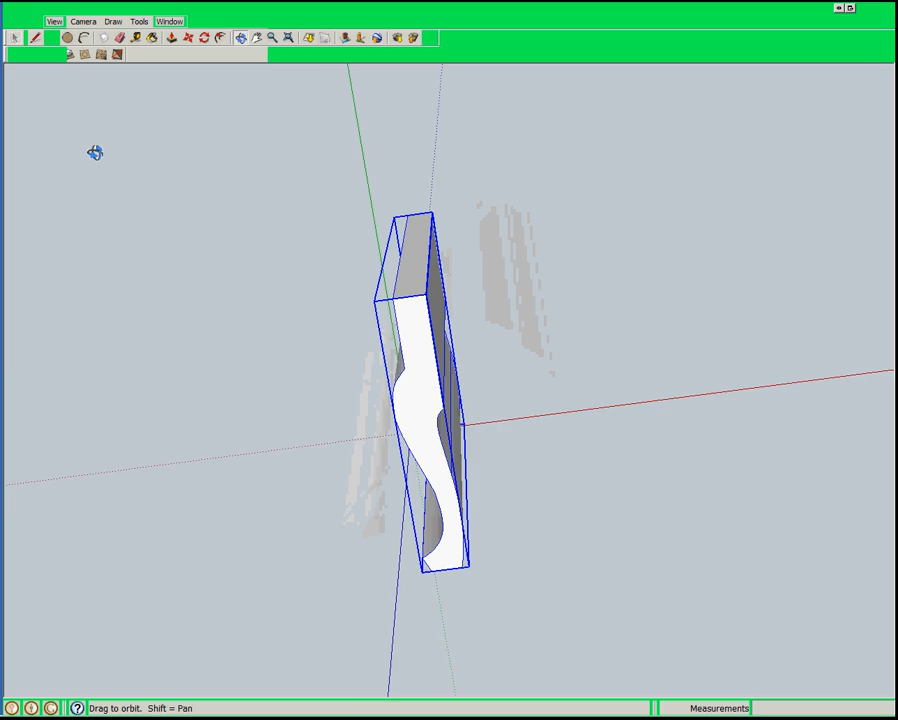 View Camera Draw Tools Window
Drag to orbit. Shift = Pan Measurements